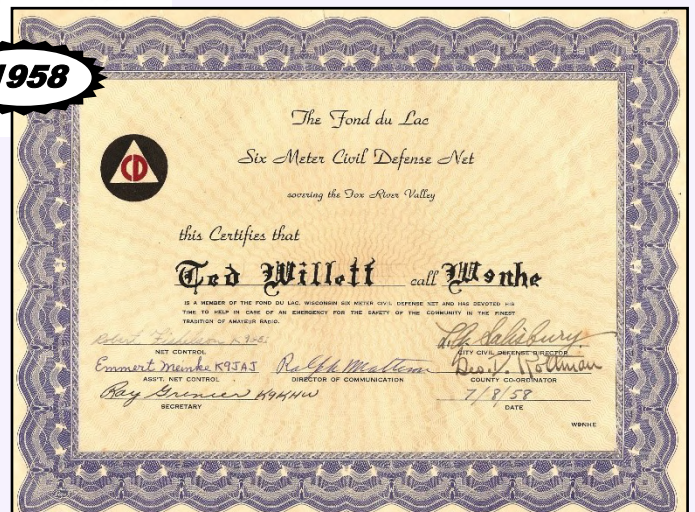 1958
The Fond du Lac
CD
Six Meter Civil Defense Net
covering the Fox River Valley
this Certifies that
Ted Willett call W9nhe
IS A MEMBER OF THE FOND DU LAC, WISCONSIN SIX METER CIVIL DEFENSE NET AND HAS DEVOTED HIS
TIME TO HELP IN CASE OF AN EMERGENCY FOR THE SAFETY OF THE COMMUNITY IN THE FINEST
TRADITION OF AMATEUR RADIO.
L.A. Salisbury
NET CONTROL CITY CIVIL DEFENSE DIRECTOR
Emmert Meinke K9JAJ Ralph Mattson Geo. J. Hollman
ASS'T. NET CONTROL DIRECTOR OF COMMUNICATION COUNTY CO-ORDINATOR
Ray Grenier K9KHW 7/8/58
SECRETARY DATE
W9NHE